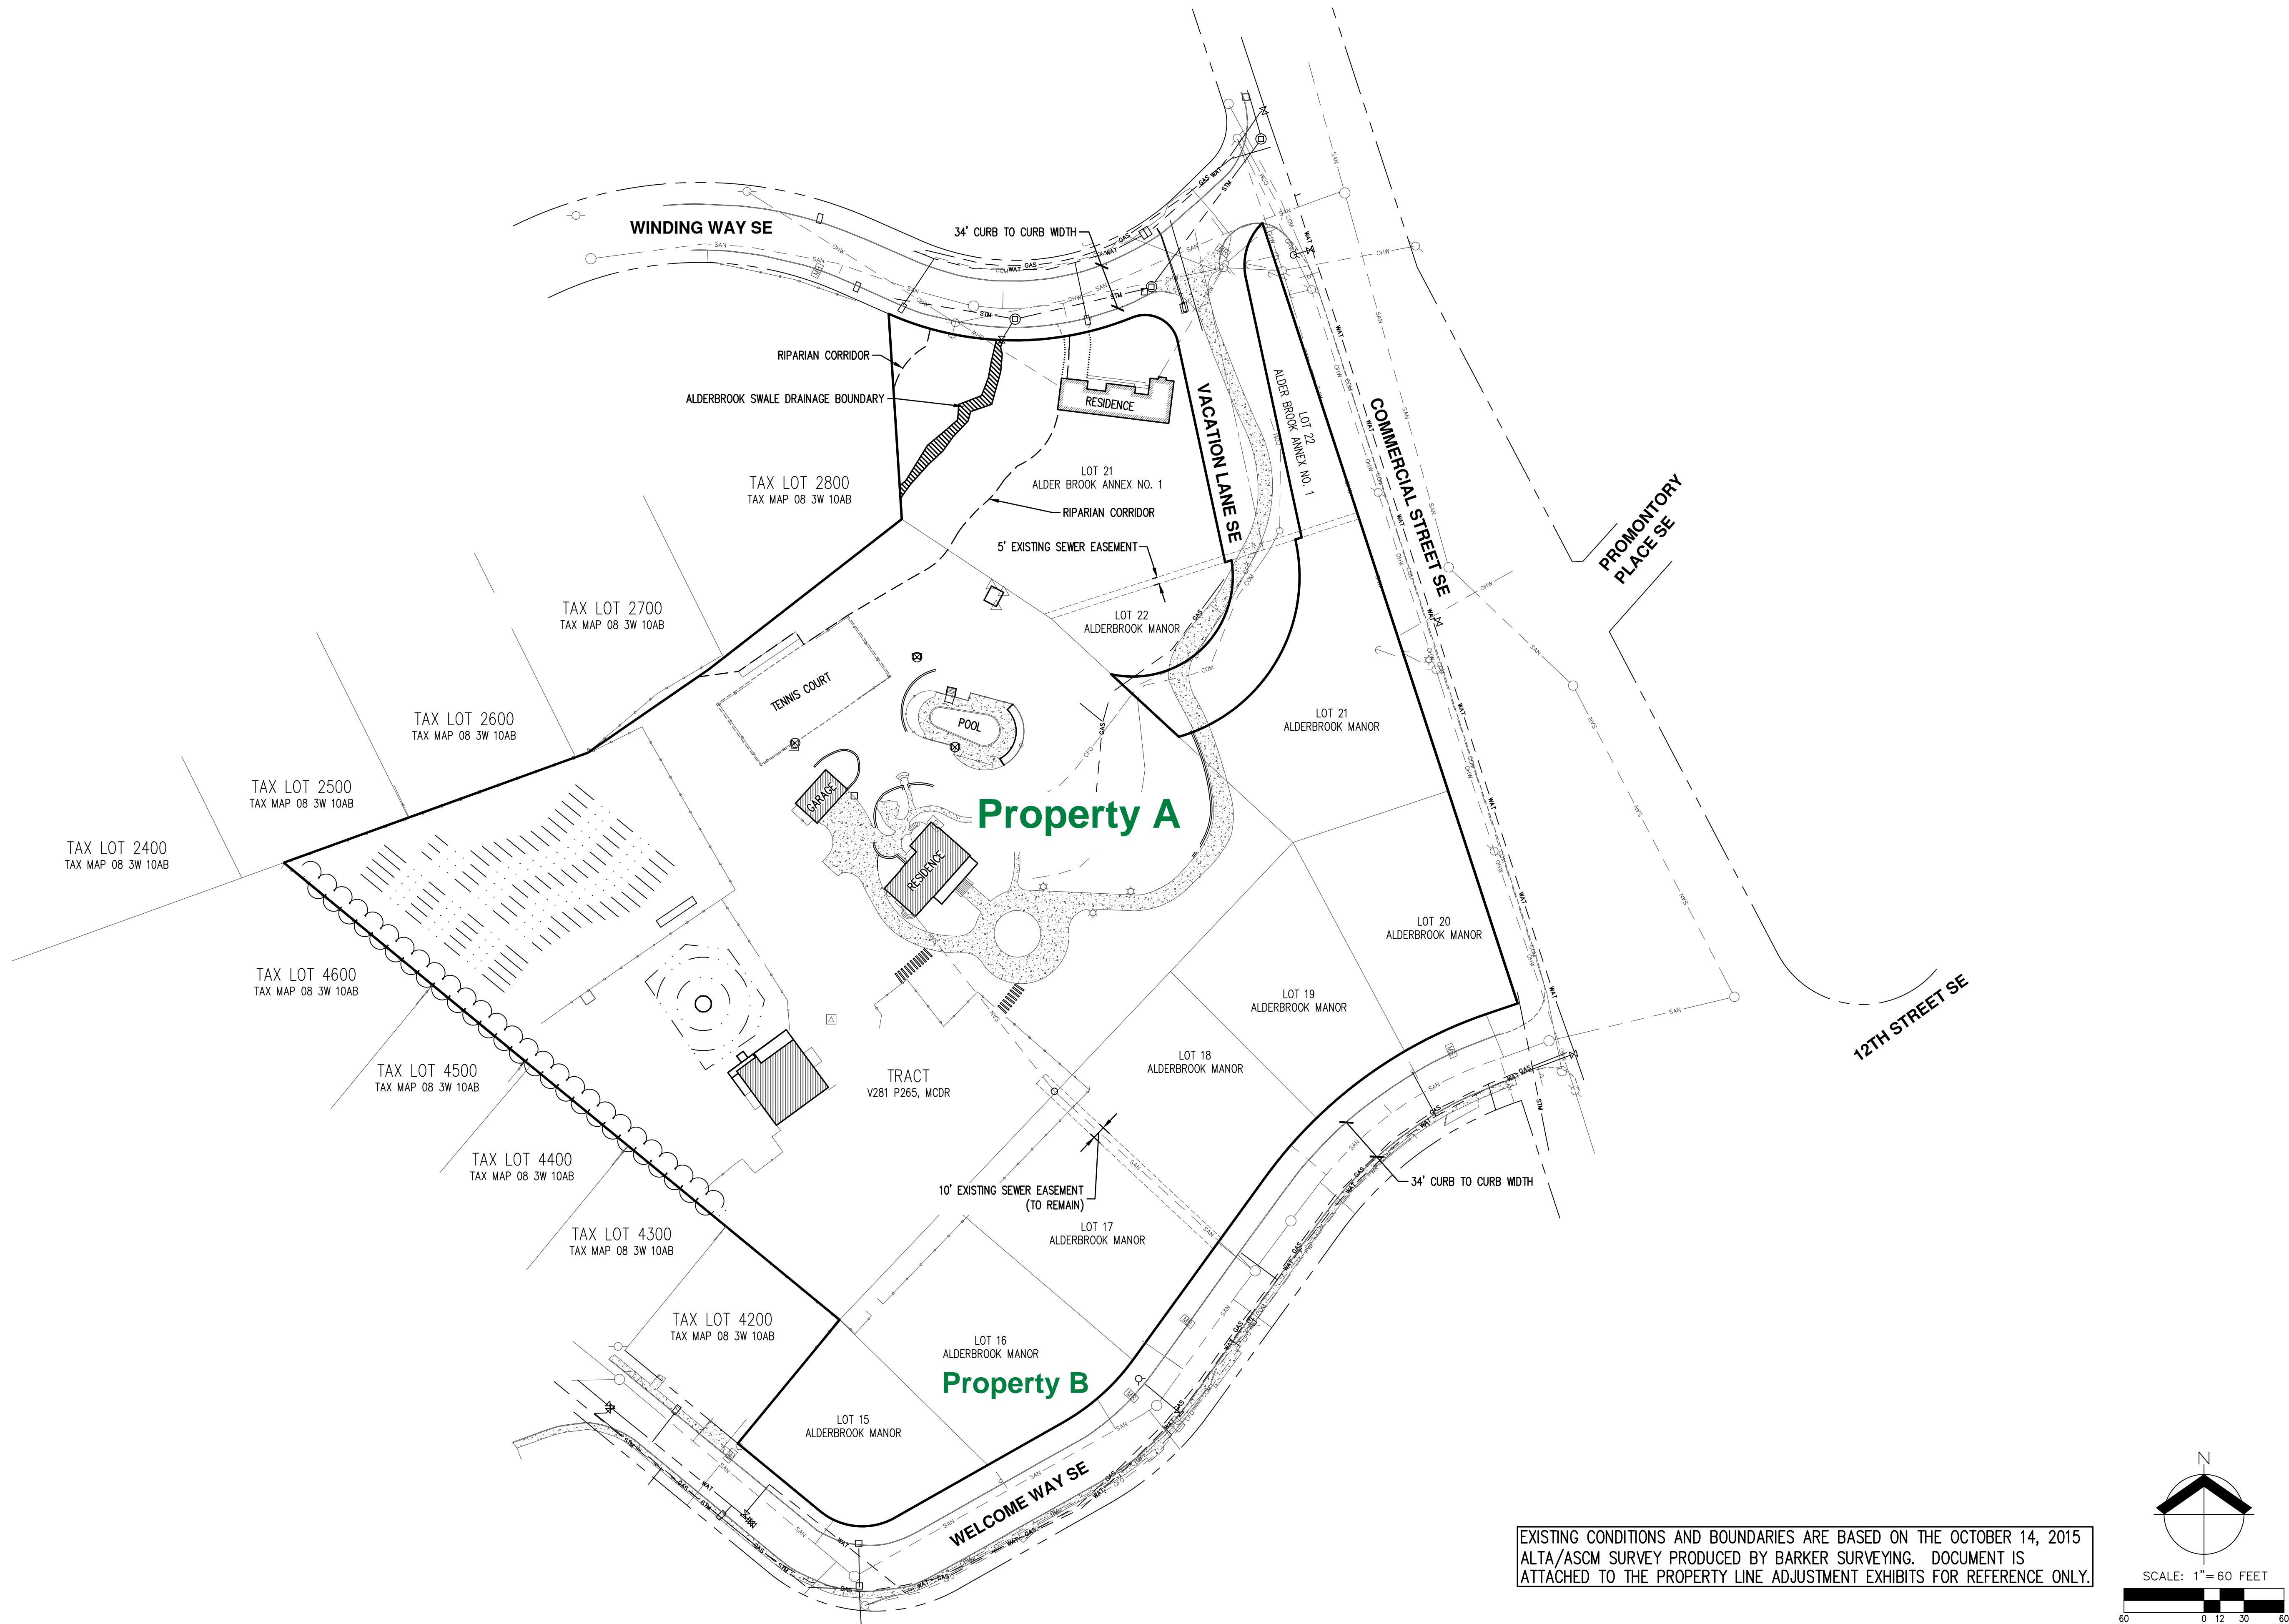 WINDING WAY SE
34' CURB TO CURB WIDTH
RIPARIAN CORRIDOR
ALDERBROOK SWALE DRAINAGE BOUNDARY
RESIDENCE
VACATION LANE SE
LOT 22
ALDER BROOK ANNEX NO. 1
COMMERCIAL STREET SE
LOT 21
ALDER BROOK ANNEX NO. 1
RIPARIAN CORRIDOR
TAX LOT 2800
TAX MAP 08 3W 10AB
5' EXISTING SEWER EASEMENT
PROMONTORY
PLACE SE
TAX LOT 2700
TAX MAP 08 3W 10AB
LOT 22
ALDERBROOK MANOR
TENNIS COURT
POOL
TAX LOT 2600
TAX MAP 08 3W 10AB
LOT 21
ALDERBROOK MANOR
TAX LOT 2500
TAX MAP 08 3W 10AB
GARAGE
Property A
TAX LOT 2400
TAX MAP 08 3W 10AB
RESIDENCE
LOT 20
ALDERBROOK MANOR
TAX LOT 4600
TAX MAP 08 3W 10AB
LOT 19
ALDERBROOK MANOR
12TH STREET SE
TAX LOT 4500
TAX MAP 08 3W 10AB
TRACT
V281 P265, MCDR
LOT 18
ALDERBROOK MANOR
TAX LOT 4400
TAX MAP 08 3W 10AB
10' EXISTING SEWER EASEMENT
(TO REMAIN)
34' CURB TO CURB WIDTH
LOT 17
ALDERBROOK MANOR
TAX LOT 4300
TAX MAP 08 3W 10AB
TAX LOT 4200
TAX MAP 08 3W 10AB
LOT 16
ALDERBROOK MANOR
Property B
LOT 15
ALDERBROOK MANOR
WELCOME WAY SE
EXISTING CONDITIONS AND BOUNDARIES ARE BASED ON THE OCTOBER 14, 2015
ALTA/ASCM SURVEY PRODUCED BY BARKER SURVEYING. DOCUMENT IS
ATTACHED TO THE PROPERTY LINE ADJUSTMENT EXHIBITS FOR REFERENCE ONLY.
N
SCALE: 1"=60 FEET
60 0 12 30 60